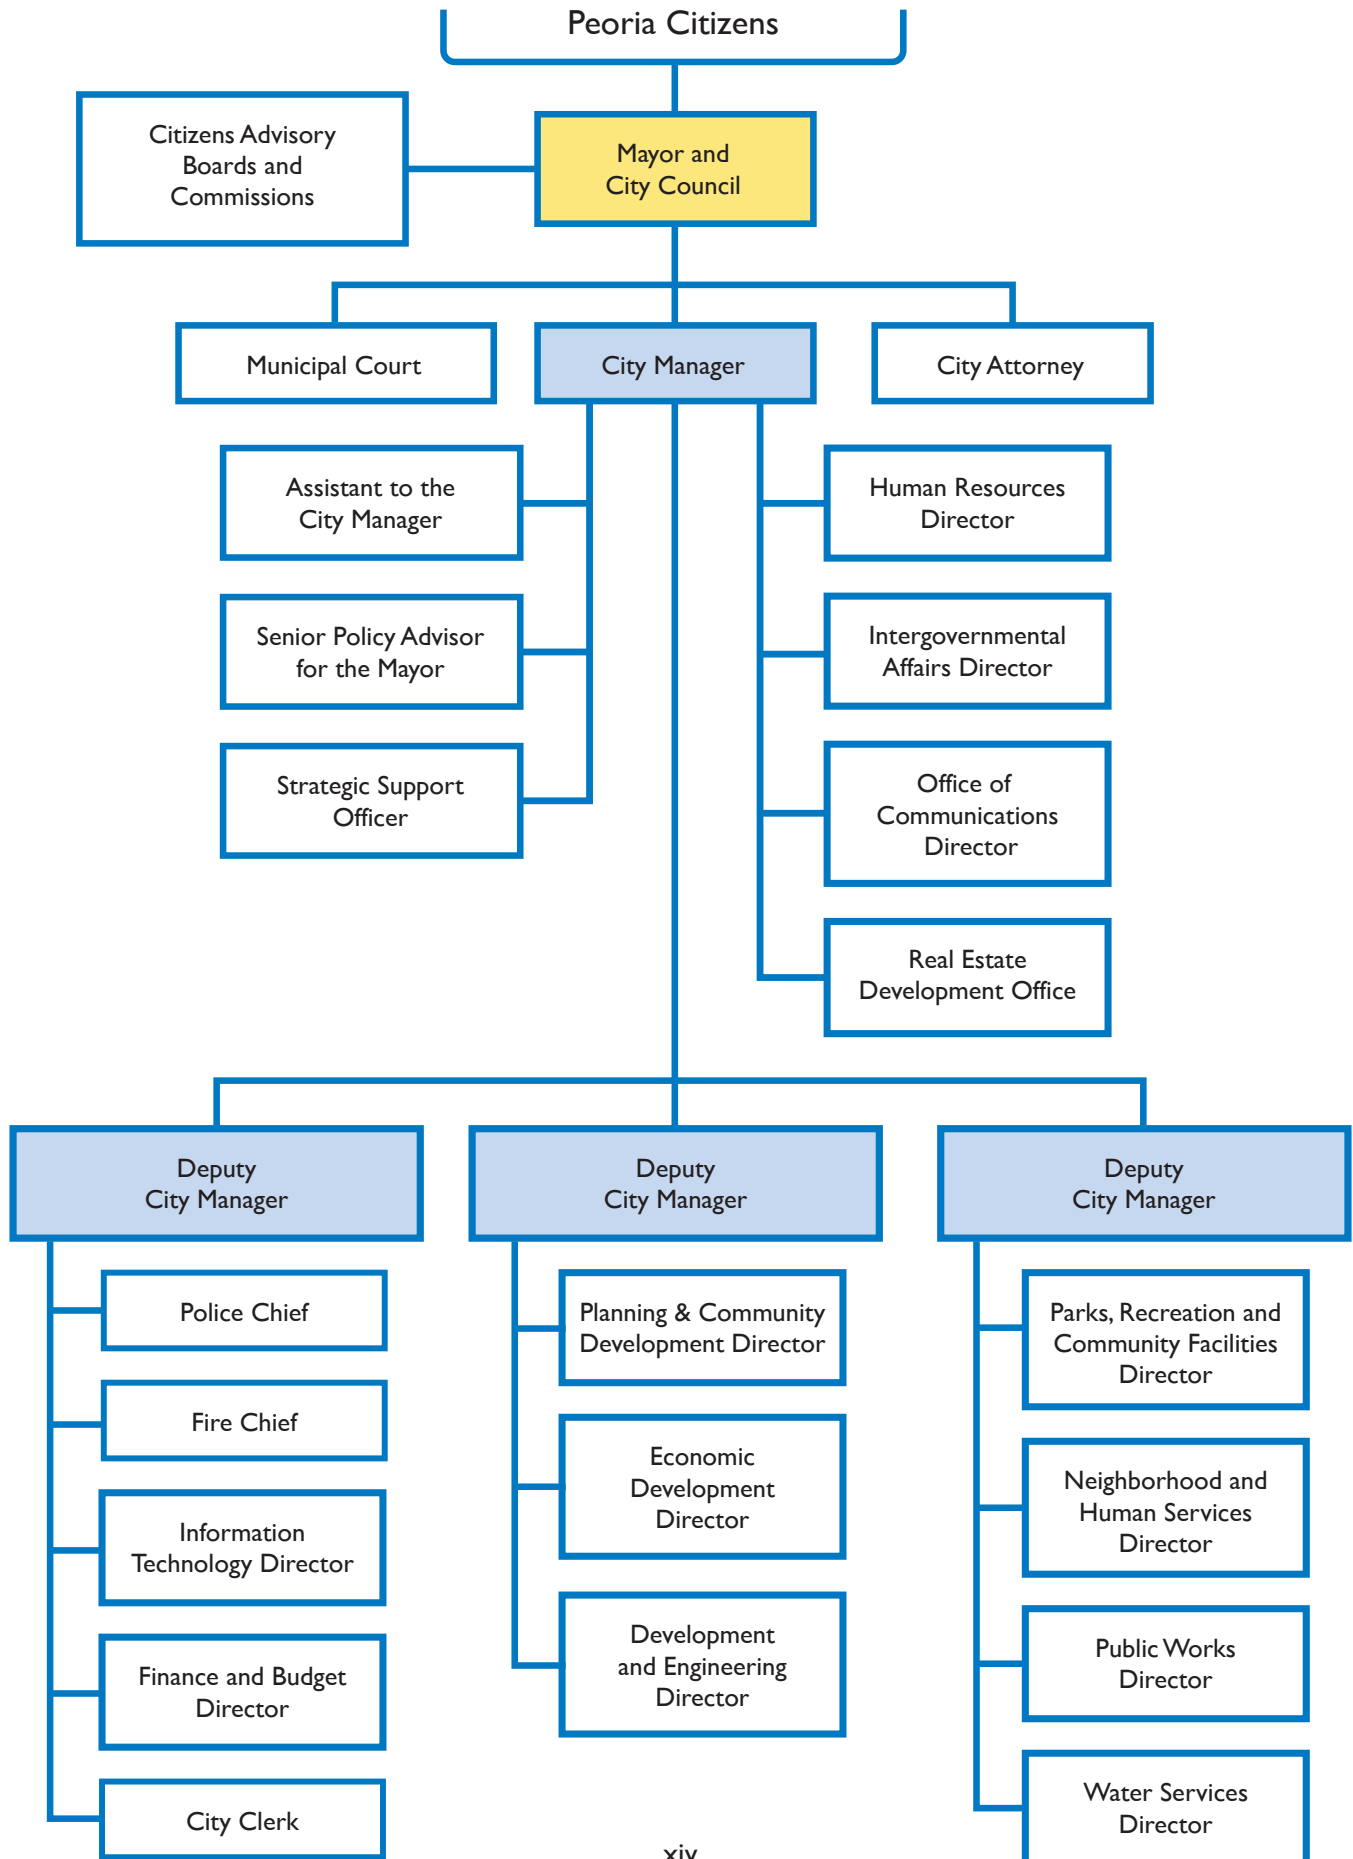 Peoria Citizens
Citizens Advisory
Boards and
Commissions
Mayor and
City Council
Municipal Court
City Manager
City Attorney
Assistant to the
City Manager
Human Resources
Director
Senior Policy Advisor
for the Mayor
Intergovernmental
Affairs Director
Strategic Support
Officer
Office of
Communications
Director
Real Estate
Development Office
Deputy
City Manager
Deputy
City Manager
Deputy
City Manager
Police Chief
Fire Chief
Information
Technology Director
Finance and Budget
Director
City Clerk
Planning & Community
Development Director
Economic
Development
Director
Development
and Engineering
Director
Parks, Recreation and
Community Facilities
Director
Neighborhood and
Human Services
Director
Public Works
Director
Water Services
Director
xiv